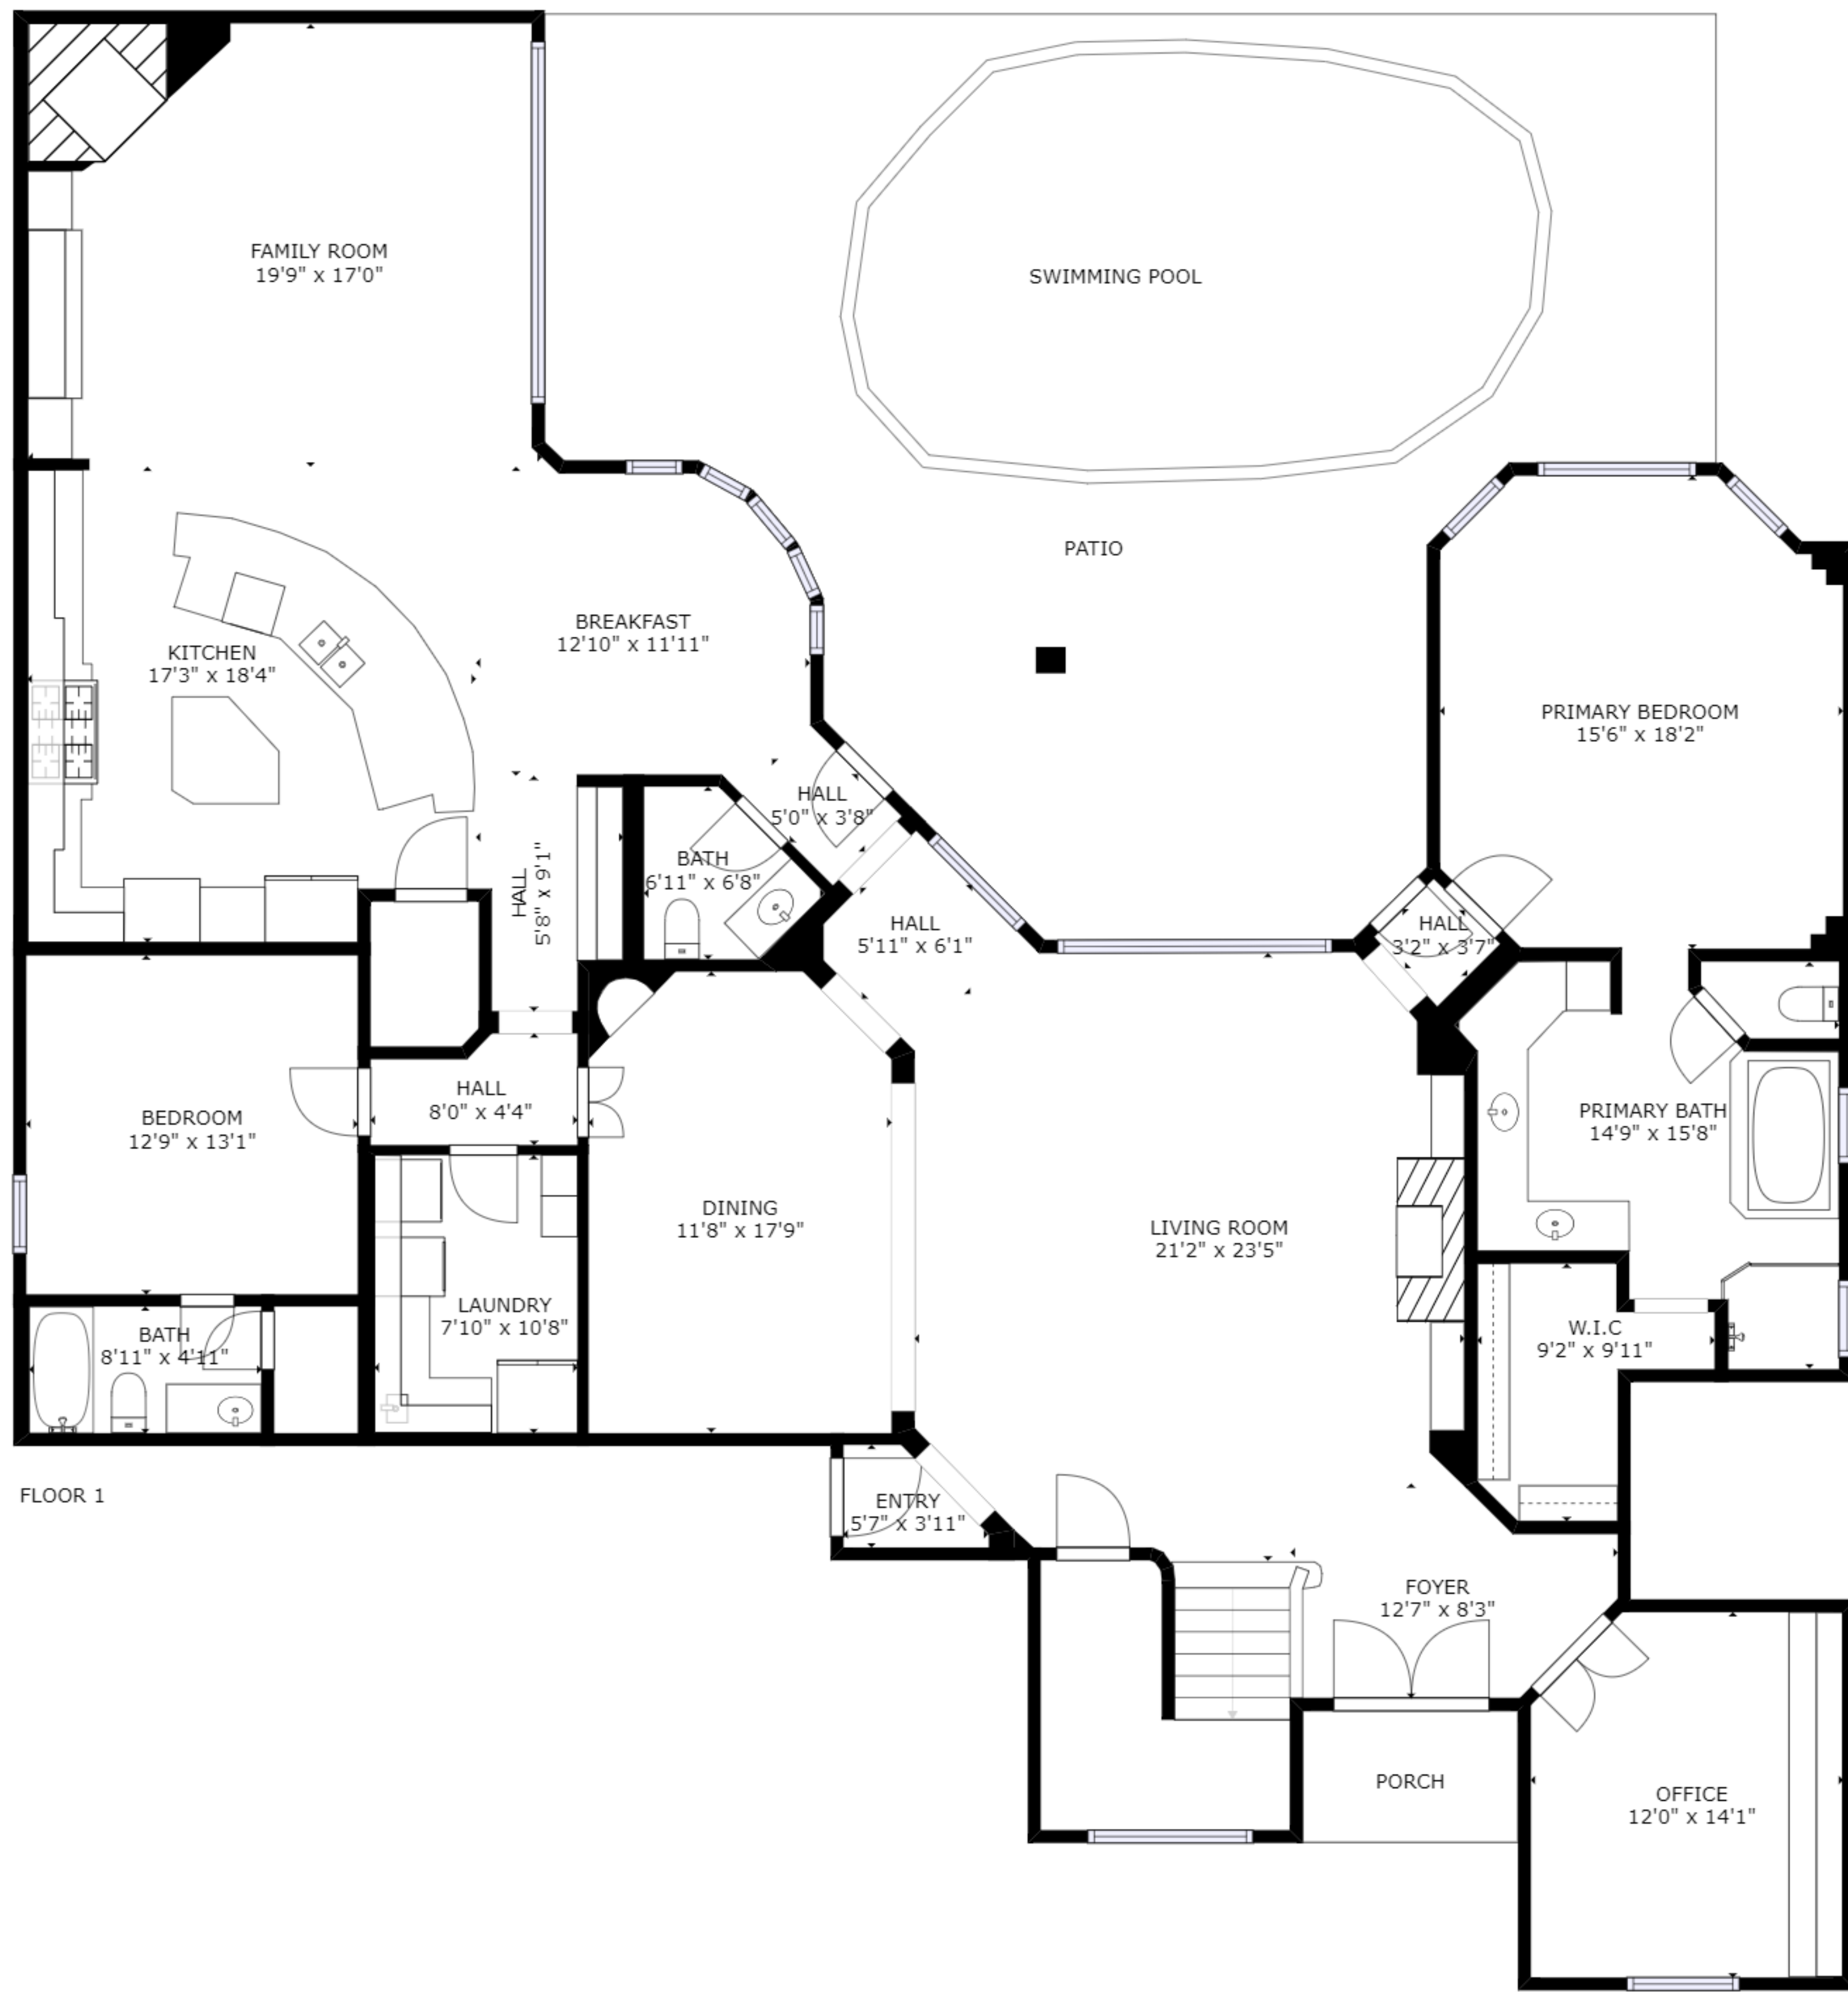 FAMILY ROOM
19'9" x 17'0"
SWIMMING POOL
PATIO
BREAKFAST
12'10" x 11'11"
KITCHEN
17'3" x 18'4"
PRIMARY BEDROOM
15'6" x 18'2"
HALL
5'0" x 3'8"
HALL
5'8" x 9'1"
BATH
6'11" x 6'8"
HALL
5'11" x 6'1"
HALL
3'2" x 3'7"
HALL
8'0" x 4'4"
BEDROOM
12'9" x 13'1"
PRIMARY BATH
14'9" x 15'8"
DINING
11'8" x 17'9"
LIVING ROOM
21'2" x 23'5"
LAUNDRY
7'10" x 10'8"
BATH
8'11" x 4'11"
W.I.C
9'2" x 9'11"
FLOOR 1
ENTRY
5'7" x 3'11"
FOYER
12'7" x 8'3"
PORCH
OFFICE
12'0" x 14'1"